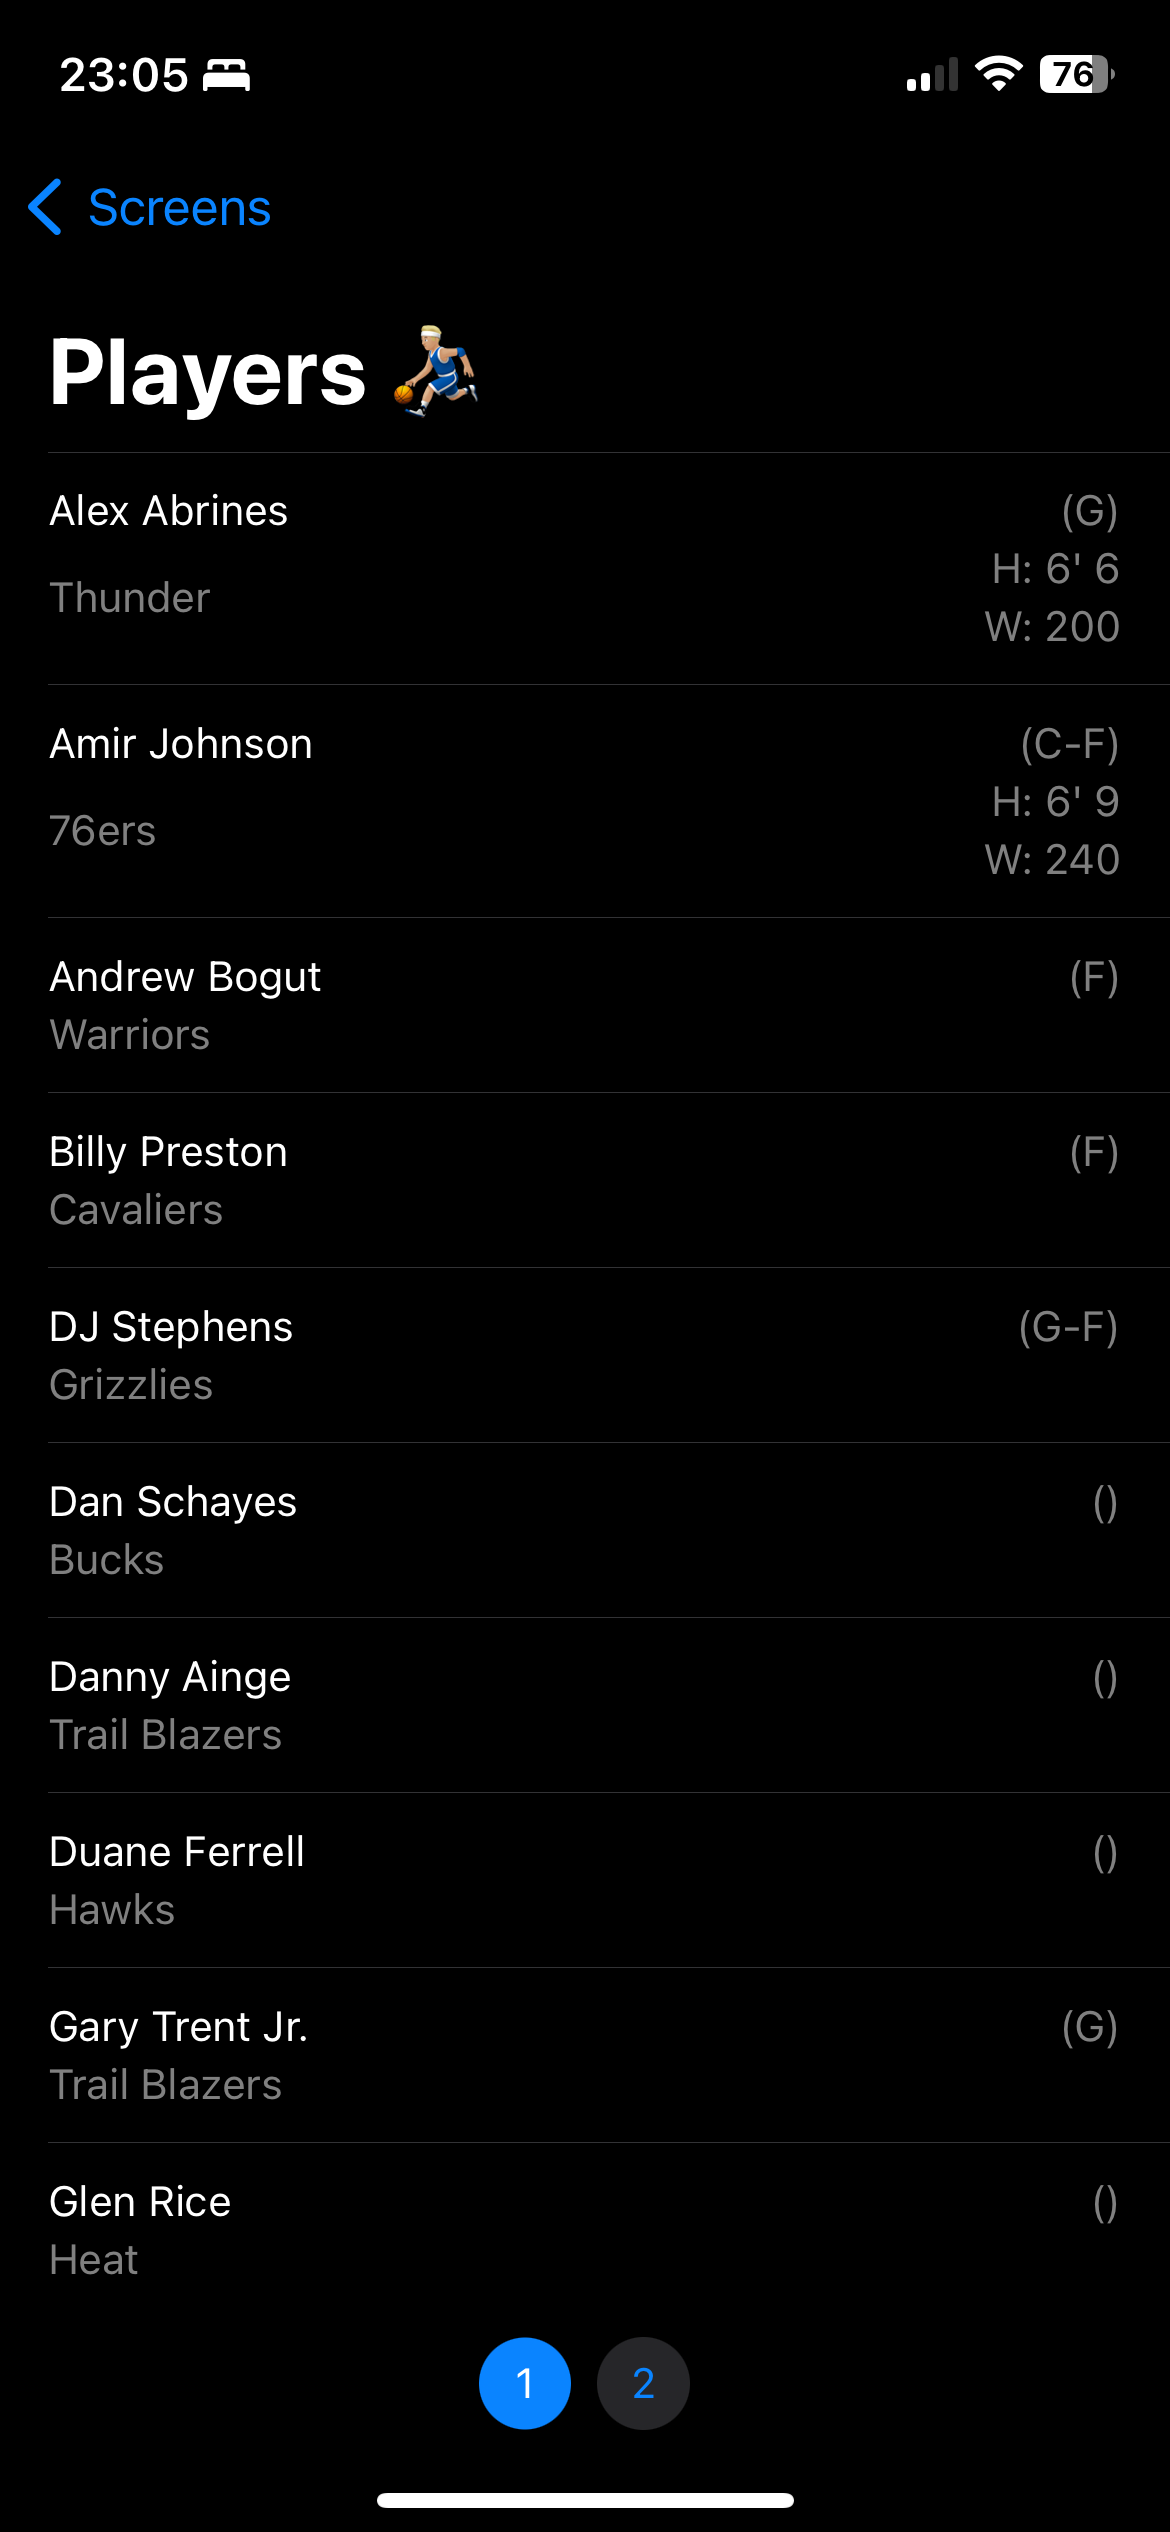 23:05
76
Screens
Players
Alex Abrines
(G)
H: 6' 6
Thunder
W: 200
Amir Johnson
(C-F)
H: 6' 9
76ers
W: 240
Andrew Bogut
(F)
Warriors
Billy Preston
(F)
Cavaliers
DJ Stephens
(G-F)
Grizzlies
Dan Schayes
()
Bucks
Danny Ainge
()
Trail Blazers
Duane Ferrell
()
Hawks
Gary Trent Jr.
(G)
Trail Blazers
Glen Rice
()
Heat
1
2